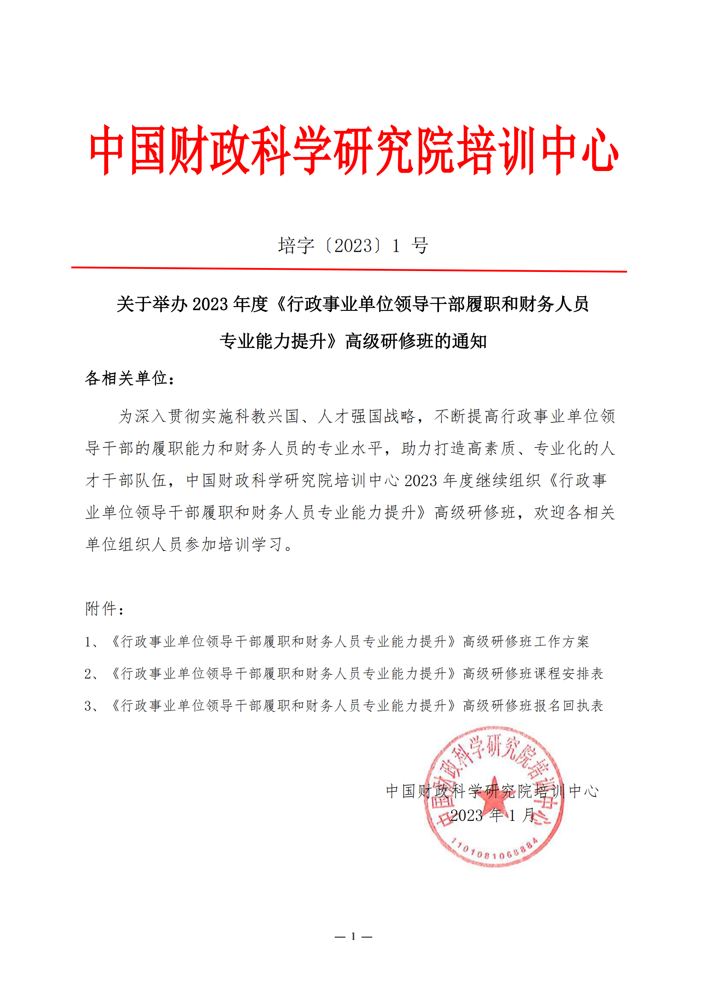 中国财政科学研究院培训中心
培字〔2023〕1 号
关于举办 2023 年度《行政事业单位领导干部履职和财务人员
专业能力提升》高级研修班的通知
各相关单位：
为深入贯彻实施科教兴国、人才强国战略，不断提高行政事业单位领
导干部的履职能力和财务人员的专业水平，助力打造高素质、专业化的人
才干部队伍，中国财政科学研究院培训中心 2023 年度继续组织《行政事
业单位领导干部履职和财务人员专业能力提升》高级研修班，欢迎各相关
单位组织人员参加培训学习。
附件：
1、《行政事业单位领导干部履职和财务人员专业能力提升》高级研修班工作方案
2、《行政事业单位领导干部履职和财务人员专业能力提升》高级研修班课程安排表
3、《行政事业单位领导干部履职和财务人员专业能力提升》高级研修班报名回执表
中国财政科学研究院培训中心
中国财政科学研究院培训中心
2023 年 1 月
1101081068884
— 1 —